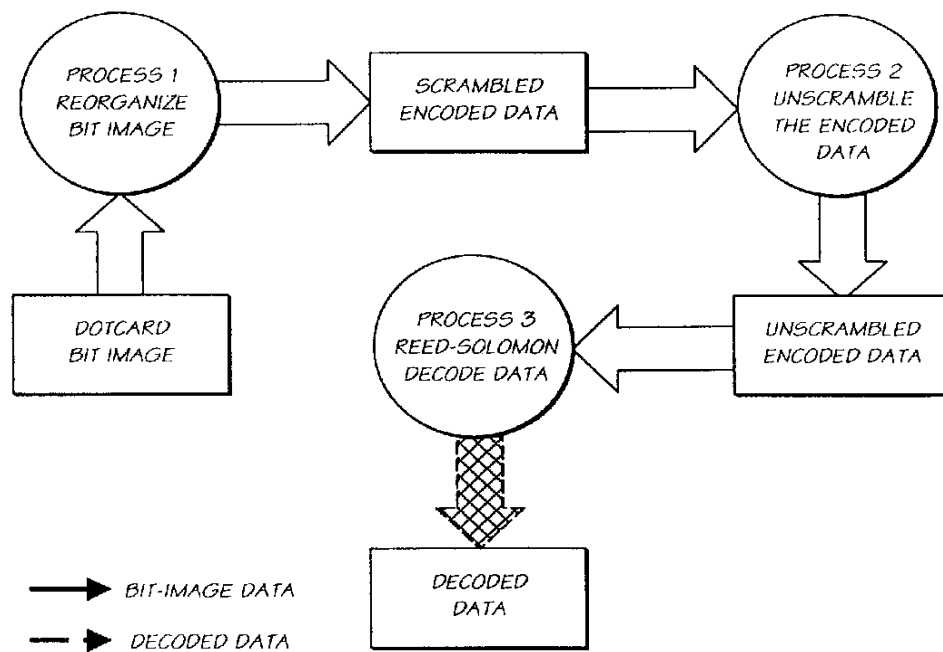 PROCESS 1
REORGANIZE
BIT IMAGE
SCRAMBLED
ENCODED DATA
PROCESS 2
UNSCRAMBLE
THE ENCODED
DATA
DOTCARD
BIT IMAGE
PROCESS 3
REED-SOLOMON
DECODE DATA
UNSCRAMBLED
ENCODED DATA
DECODED
DATA
BIT-IMAGE DATA
DECODED DATA